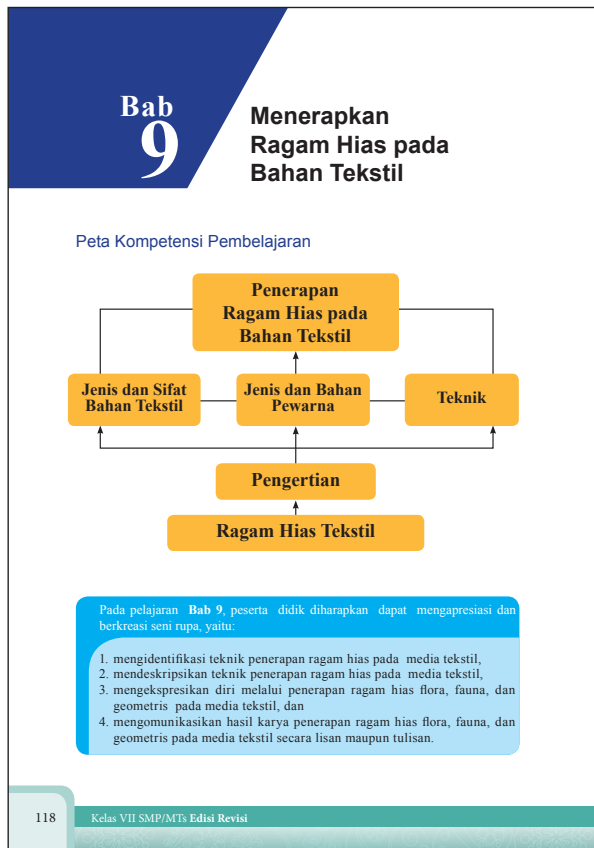 Bab
9
Menerapkan
Ragam Hias pada
Bahan Tekstil
Peta Kompetensi Pembelajaran
Penerapan
Ragam Hias pada
Bahan Tekstil
Jenis dan Sifat
Bahan Tekstil
Jenis dan Bahan
Pewarna
Teknik
Pengertian
Ragam Hias Tekstil
Pada pelajaran Bab 9, peserta didik diharapkan dapat mengapresiasi dan
berkreasi seni rupa, yaitu:
1. mengidentifikasi teknik penerapan ragam hias pada media tekstil,
2. mendeskripsikan teknik penerapan ragam hias pada media tekstil,
3. mengekspresikan diri melalui penerapan ragam hias flora, fauna, dan
geometris pada media tekstil, dan
4. mengomunikasikan hasil karya penerapan ragam hias flora, fauna, dan
geometris pada media tekstil secara lisan maupun tulisan.
118
Kelas VII SMP/MTs Edisi Revisi